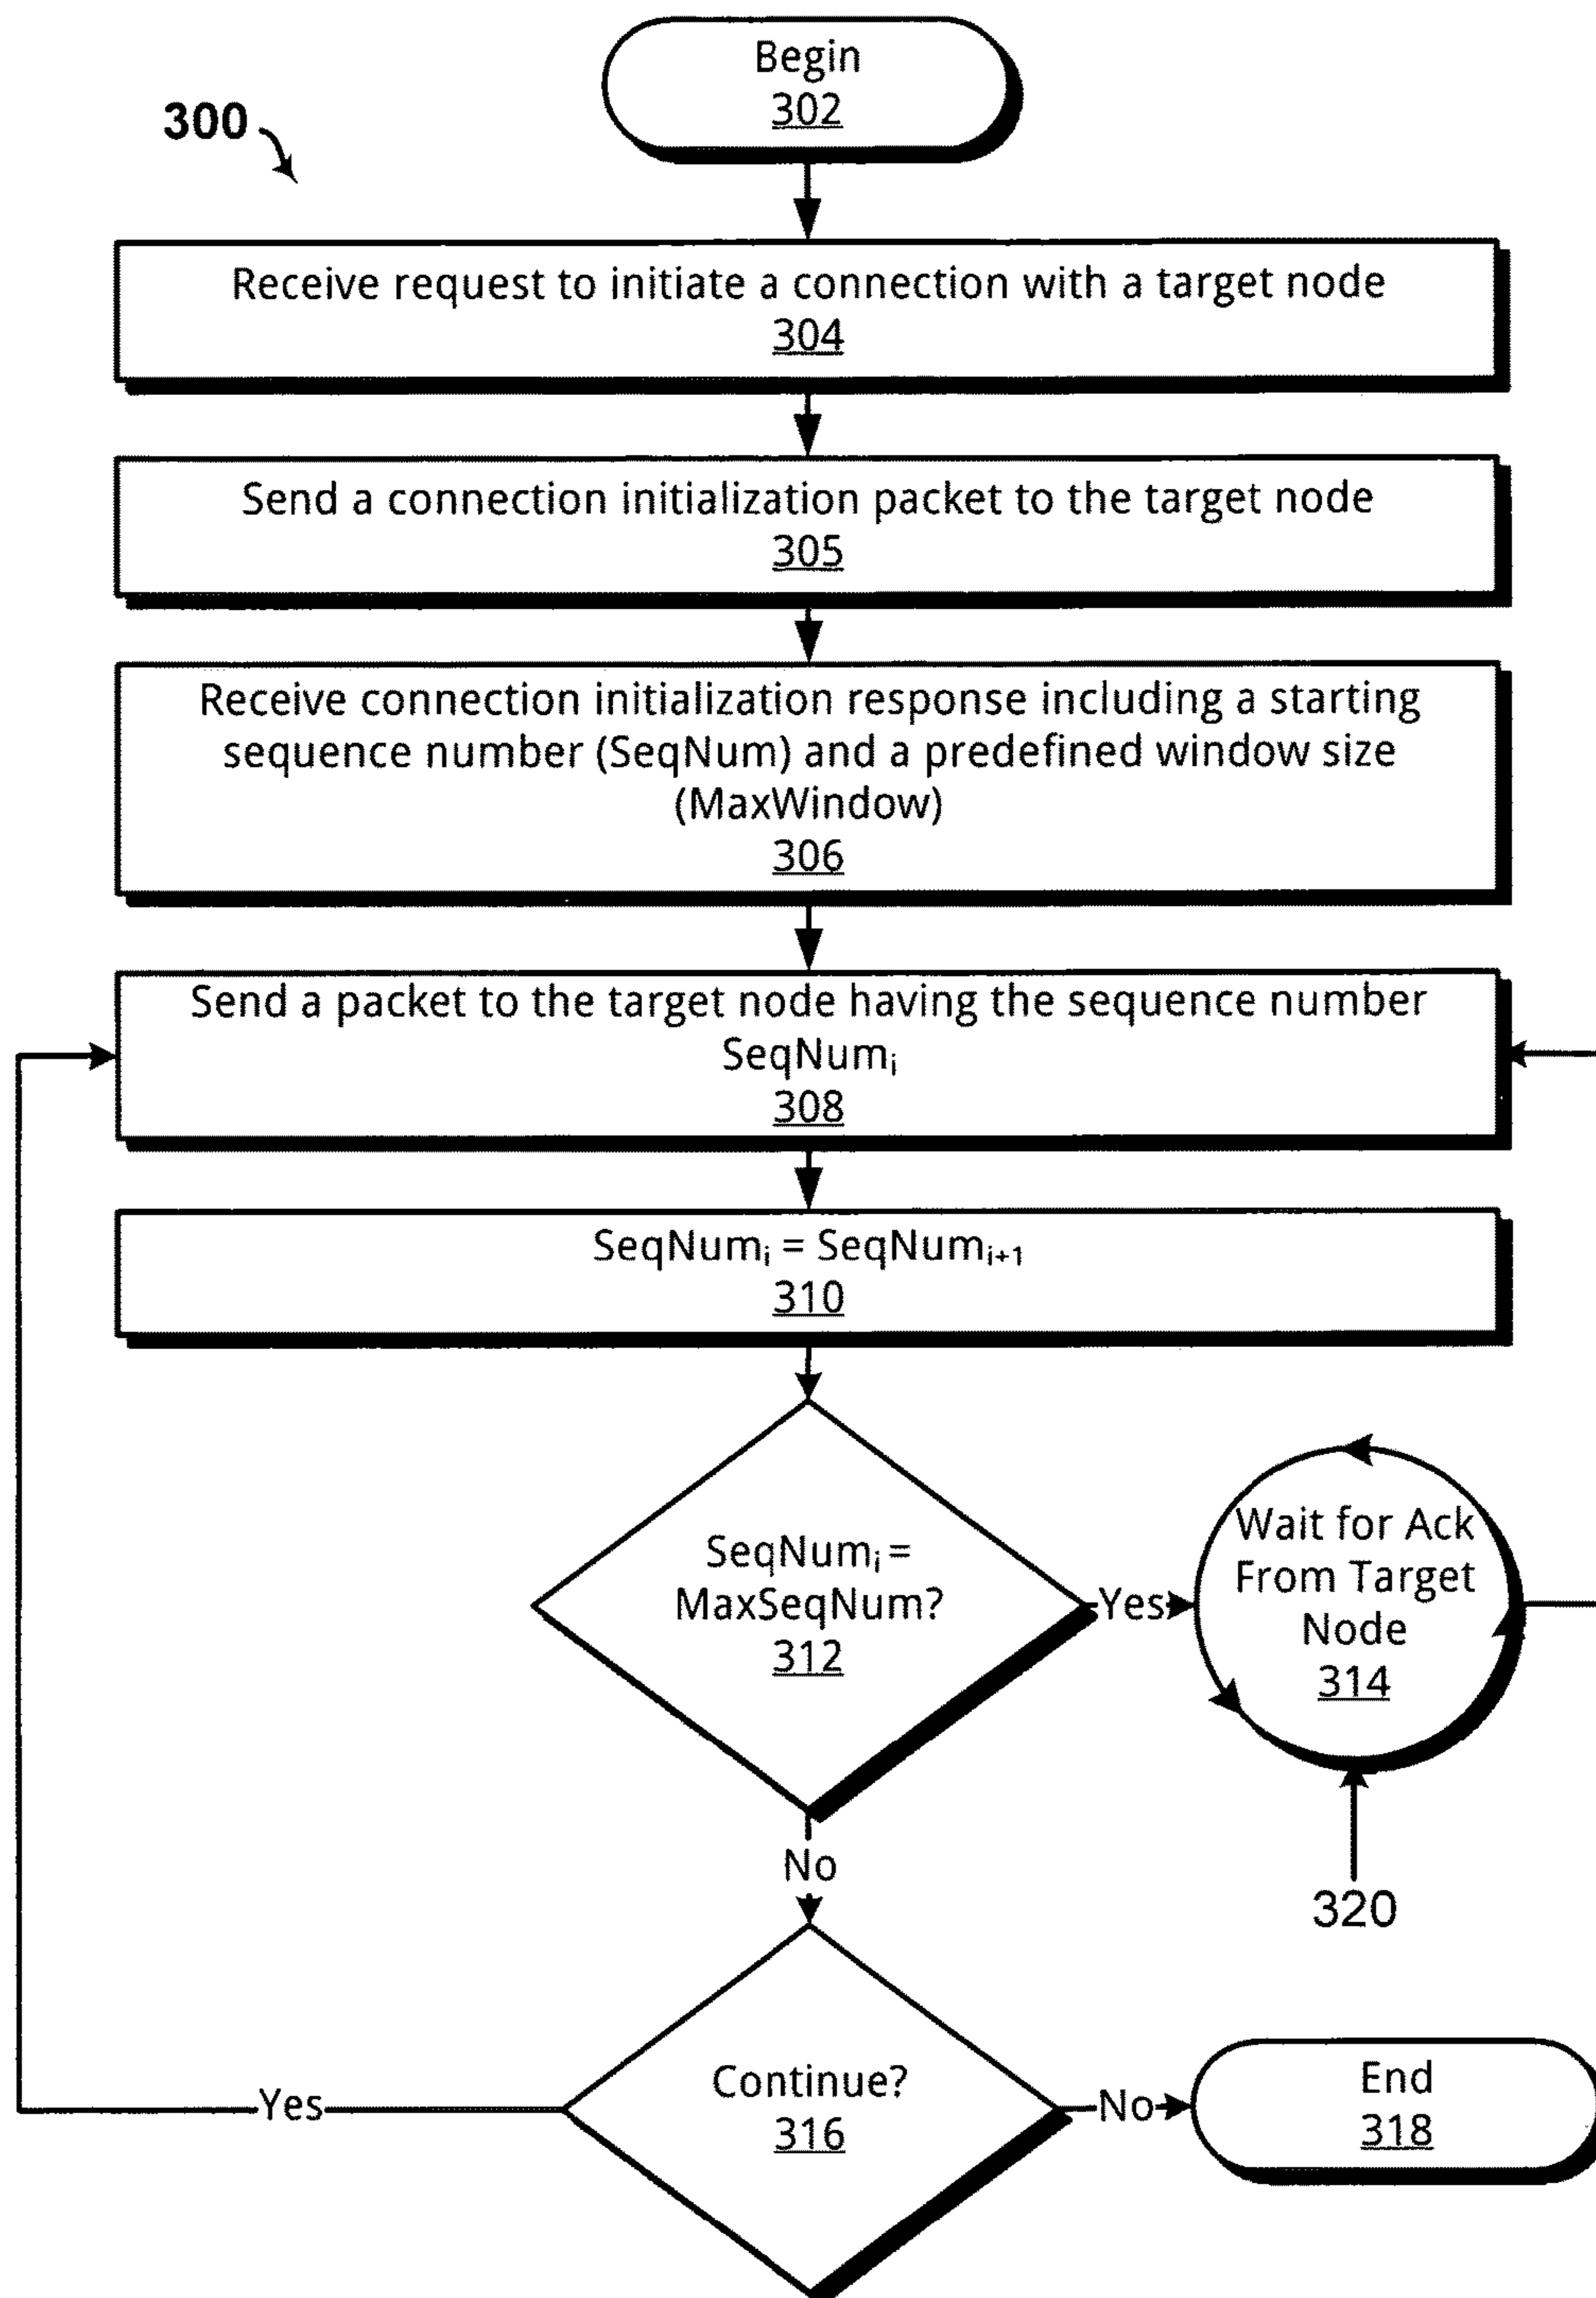 Begin
302
300
Receive request to initiate a connection with a target node
304
Send a connection initialization packet to the target node
305
Receive connection initialization response including a starting
sequence number (SeqNum) and a predefined window size
(MaxWindow)
306
Send a packet to the target node having the sequence number
SeqNumᵢ
308
SeqNumᵢ = SeqNumᵢ₊₁
310
SeqNumᵢ =
MaxSeqNum?
312
Yes
Wait for Ack
From Target
Node
314
No
320
Continue?
316
Yes
No
End
318